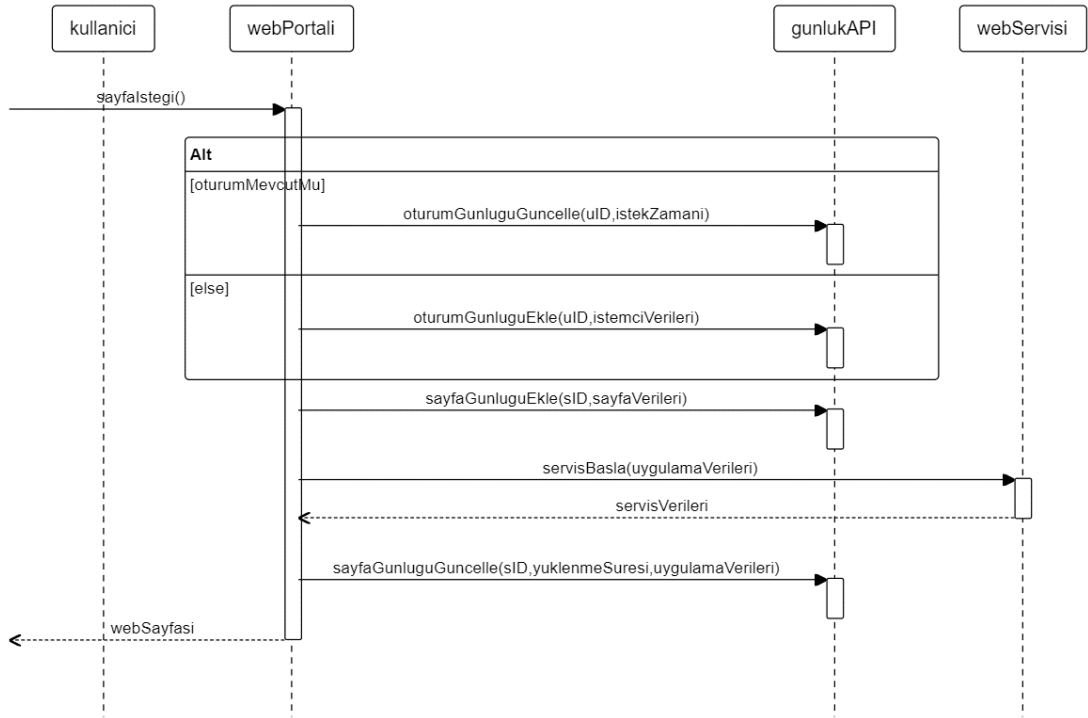 kullanici
webPortali
gunlukAPI
webServisi
sayfaIstegi()
Alt
[oturumMevcutMu]
oturumGunluguGuncelle(uID,istekZamani)
[else]
oturumGunluguEkle(uID,istemciVerileri)
sayfaGunluguEkle(sID,sayfaVerileri)
servisBasla(uygulamaVerileri)
servisVerileri
sayfaGunluguGuncelle(sID,yuklenmeSuresi,uygulamaVerileri)
webSayfasi